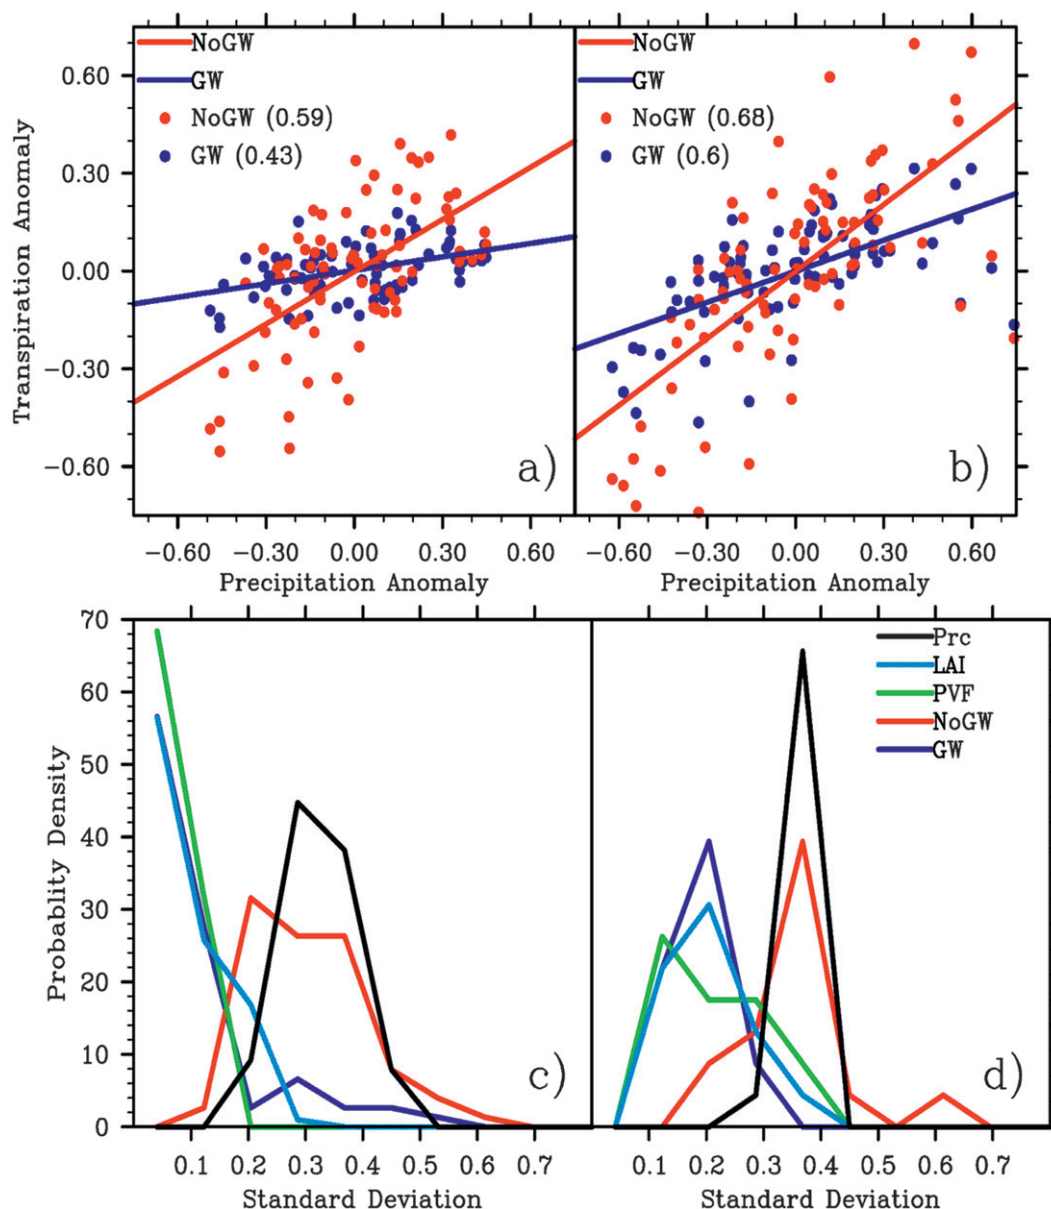 NoGW
GW
NoGW (0.59)
GW (0.43)
a)
NoGW
GW
NoGW (0.68)
GW (0.6)
b)
0.60
0.30
0.00
−0.30
−0.60
Transpiration Anomaly
−0.60 −0.30 0.00 0.30 0.60
Precipitation Anomaly
−0.60 −0.30 0.00 0.30 0.60
Precipitation Anomaly
70
60
50
40
30
20
10
0
Probablity Density
c)
Prc
LAI
PVF
NoGW
GW
d)
0.1 0.2 0.3 0.4 0.5 0.6 0.7
Standard Deviation
0.1 0.2 0.3 0.4 0.5 0.6 0.7
Standard Deviation